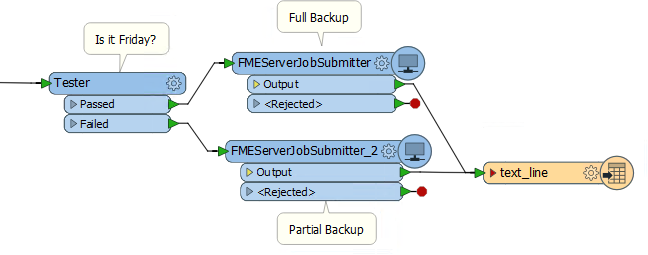 Full Backup
Is it Friday?
FMEServerJobSubmitter
Tester
Output
Passed
<Rejected>
Failed
FMEServerJobSubmitter_2
Output
text_line
<Rejected>
Partial Backup